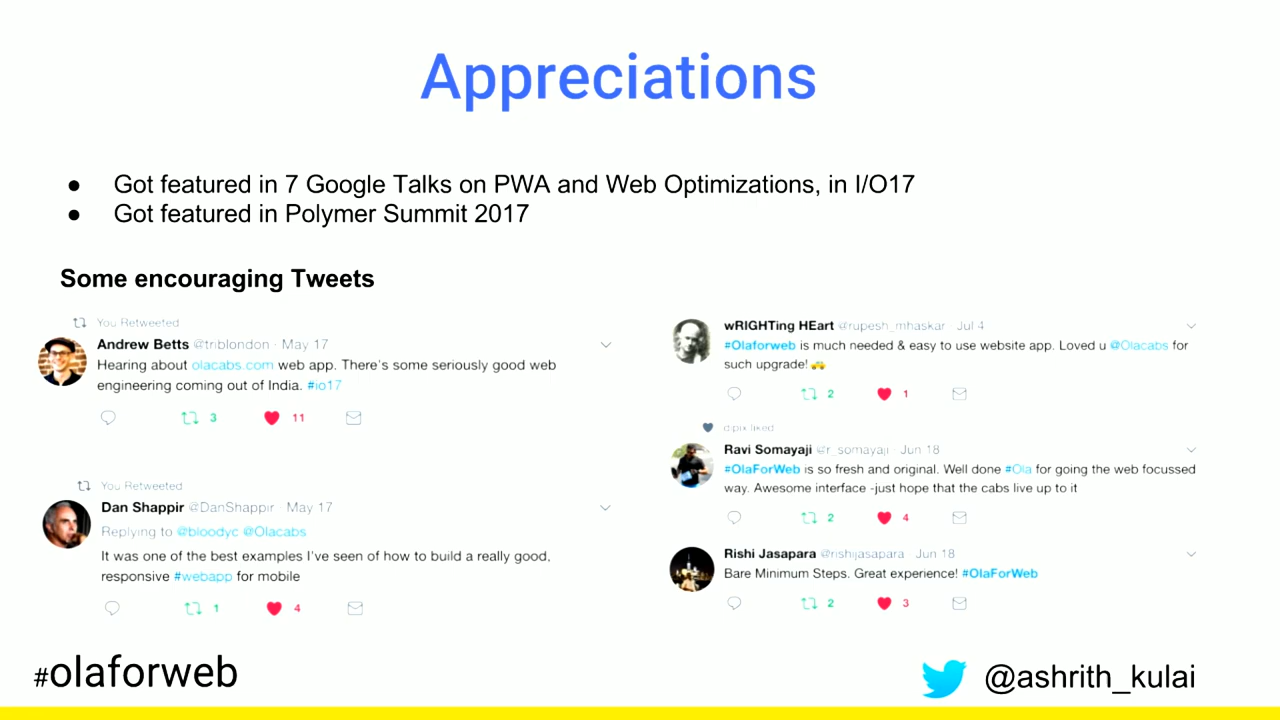 Appreciations
● Got featured in 7 Google Talks on PWA and Web Optimizations, in I/O17
● Got featured in Polymer Summit 2017
Some encouraging Tweets
You Retweeted
Andrew Betts @triblondon · May 17
Hearing about olacabs.com web app. There's some seriously good web
engineering coming out of India. #io17
3 11
You Retweeted
Dan Shappir @DanShappir · May 17
Replying to @bloodyc @Olacabs
It was one of the best examples I've seen of how to build a really good,
responsive #webapp for mobile
1 4
wRIGHTing HEart @rupesh_mhaskar · Jul 4
#Olaforweb is much needed & easy to use website app. Loved u @Olacabs for
such upgrade! 🚕
2 1
liked
Ravi Somayaji @r_somayaji · Jun 18
#OlaForWeb is so fresh and original. Well done #Ola for going the web focussed
way. Awesome interface -just hope that the cabs live up to it
2 4
Rishi Jasapara @rishijasapara · Jun 18
Bare Minimum Steps. Great experience! #OlaForWeb
2 3
#olaforweb
@ashrith_kulai